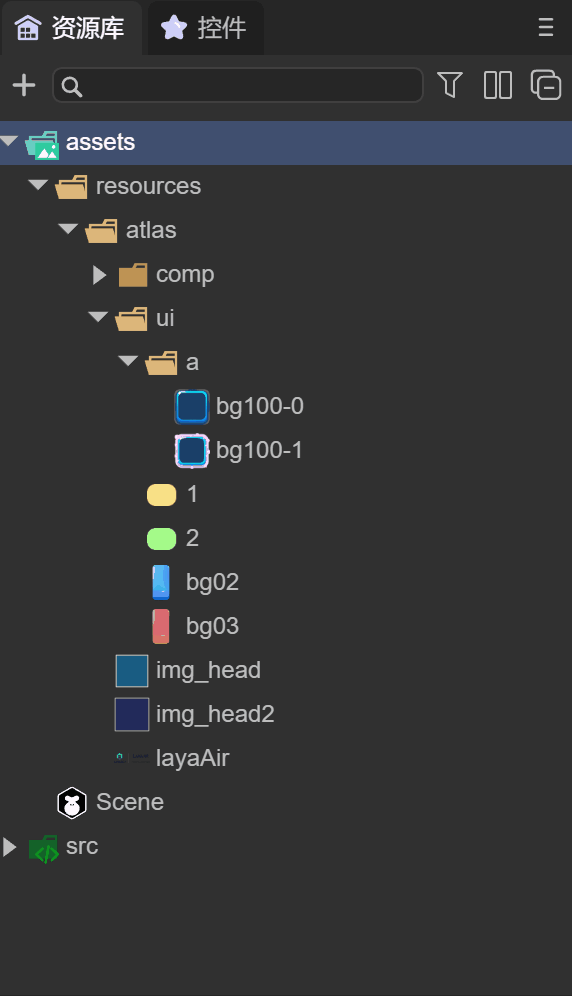 资源库 控件
assets
resources
atlas
comp
ui
a
bg100-0
bg100-1
1
2
bg02
bg03
img_head
img_head2
layaAir
Scene
src